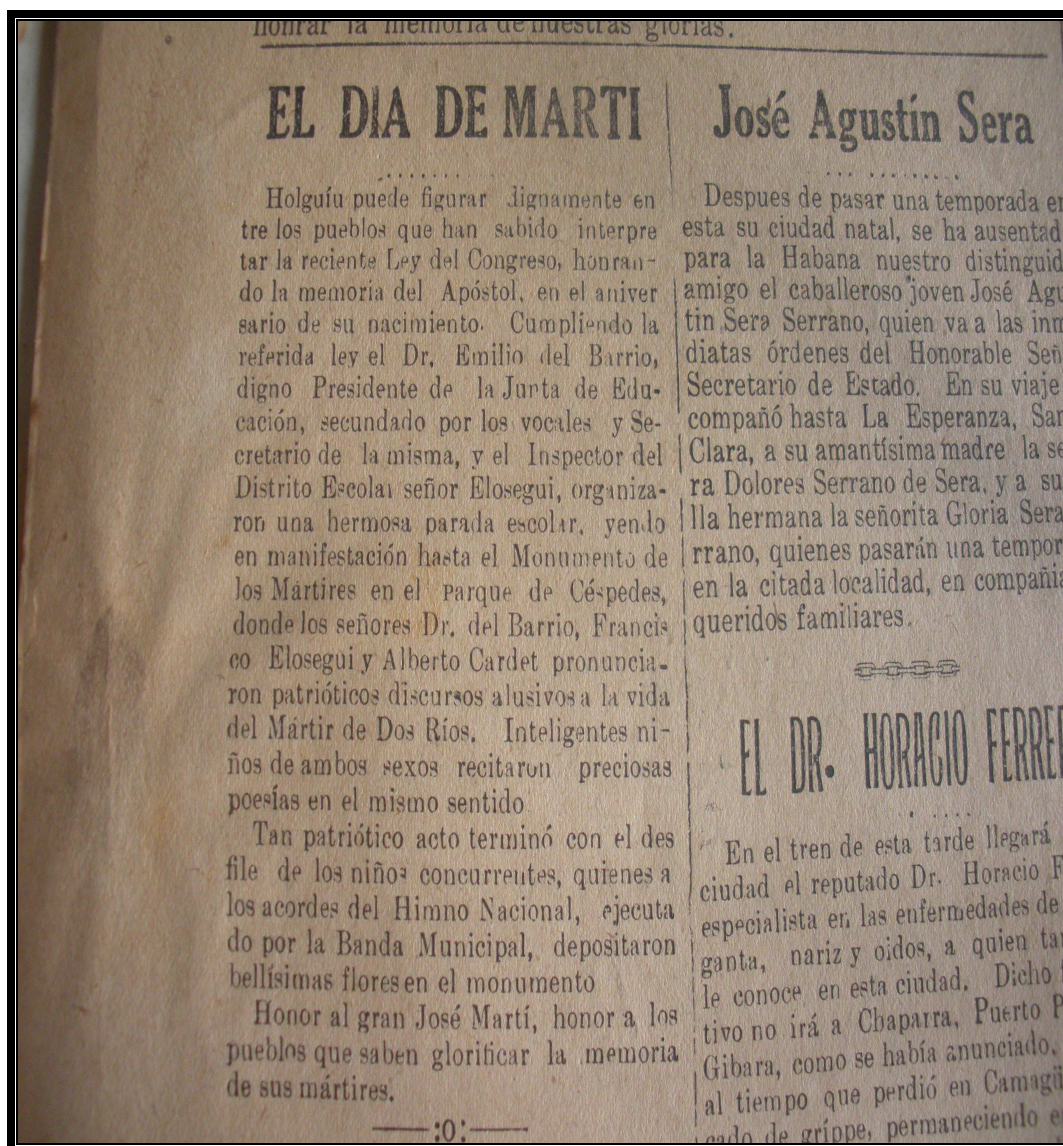 honrar la memoria de nuestras glorias.
EL DIA DE MARTI
Holguíu puede figurar dignamente en
tre los pueblos que han sabido interpre
tar la reciente Ley del Congreso, honran-
do la memoria del Apóstol, en el aniver
sario de su nacimiento. Cumpliendo la
referida ley el Dr. Emilio del Barrio,
digno Presidente de la Junta de Edu-
cación, secundado por los vocales y Se-
cretario de la misma, y el Inspector del
Distrito Escolar señor Elosegui, organiza-
ron una hermosa parada escolar, yendo
en manifestación hasta el Monumento de
los Mártires en el Parque de Céspedes,
donde los señores Dr. del Barrio, Francis
co Elosegui y Alberto Cardet pronuncia-
ron patrióticos discursos alusivos a la vida
del Mártir de Dos Ríos. Inteligentes ni-
ños de ambos sexos recitaron preciosas
poesías en el mismo sentido
Tan patriótico acto terminó con el des
file de los niños concurrentes, quienes a
los acordes del Himno Nacional, ejecuta
do por la Banda Municipal, depositaron
bellísimas flores en el monumento
Honor al gran José Martí, honor a los
pueblos que saben glorificar la memoria
de sus mártires.
:o:
José Agustín Sera
Despues de pasar una temporada en
esta su ciudad natal, se ha ausentad
para la Habana nuestro distinguid
amigo el caballeroso joven José Agu
tin Sera Serrano, quien va a las inm
diatas órdenes del Honorable Señ
Secretario de Estado. En su viaje
compañó hasta La Esperanza, San
Clara, a su amantísima madre la se
ra Dolores Serrano de Sera, y a su
lla hermana la señorita Gloria Sera
rrano, quienes pasarán una tempor
en la citada localidad, en compañia
queridos familiares.
EL DR. HORACIO FERRE
En el tren de esta tarde llegará
ciudad el reputado Dr. Horacio F
especialista en las enfermedades de
ganta, nariz y oidos, a quien tan
le conoce en esta ciudad. Dicho
tivo no irá a Chaparra, Puerto P
Gibara, como se había anunciado,
al tiempo que perdió en Camagü
cado de grippe, permaneciendo e